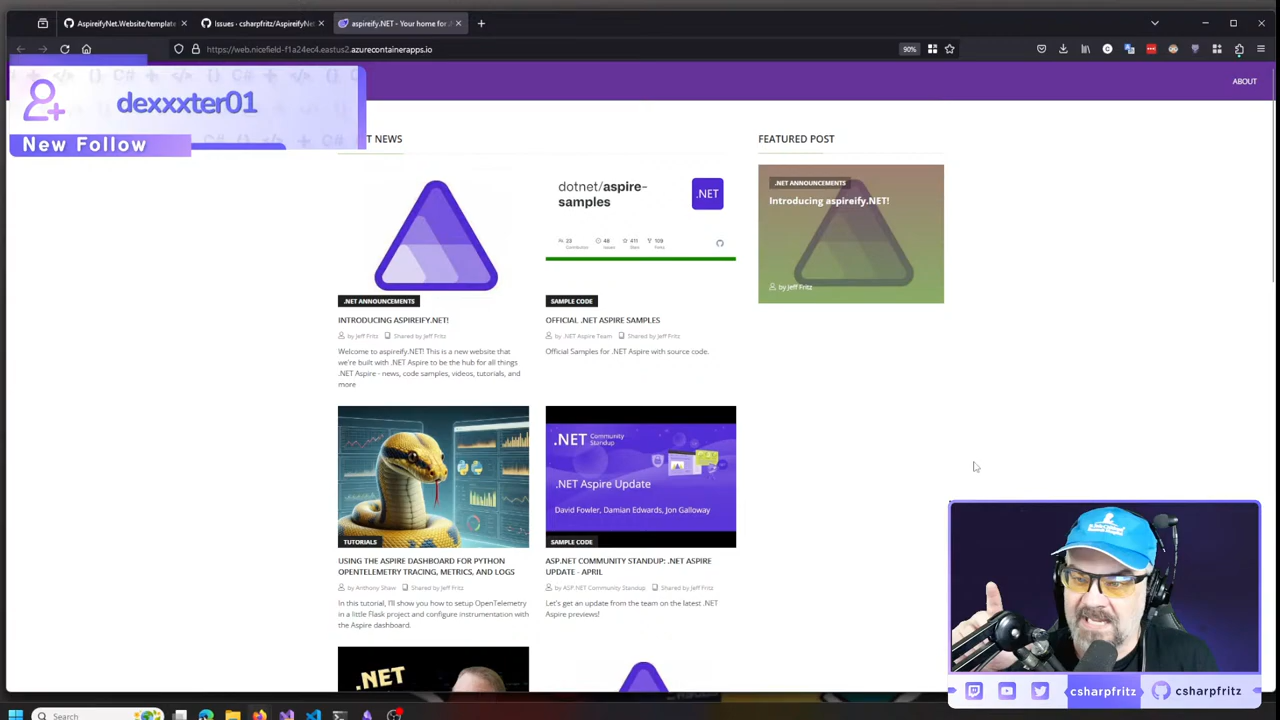 AspireifyNet.Website/template
Issues · csharpfritz/AspireifyNet
aspireify.NET - Your home for
https://web.nicefield-f1a24ec4.eastus2.azurecontainerapps.io
90%
ABOUT
dexxxter01
New Follow
T NEWS
FEATURED POST
dotnet/aspire-
samples
.NET
23
48
411
109
Contributors
Issues
Stars
Forks
.NET ANNOUNCEMENTS
Introducing aspireify.NET!
by Jeff Fritz
.NET ANNOUNCEMENTS
INTRODUCING ASPIREIFY.NET!
by Jeff Fritz Shared by Jeff Fritz
Welcome to aspireify.NET! This is a new website that
we're built with .NET Aspire to be the hub for all things
.NET Aspire - news, code samples, videos, tutorials, and
more
SAMPLE CODE
OFFICIAL .NET ASPIRE SAMPLES
by .NET Aspire Team Shared by Jeff Fritz
Official Samples for .NET Aspire with source code.
TUTORIALS
USING THE ASPIRE DASHBOARD FOR PYTHON
OPENTELEMETRY TRACING, METRICS, AND LOGS
by Anthony Shaw Shared by Jeff Fritz
In this tutorial, I'll show you how to setup OpenTelemetry
in a little Flask project and configure instrumentation with
the Aspire dashboard.
.NET Community
Standup
.NET Aspire Update
David Fowler, Damian Edwards, Jon Galloway
SAMPLE CODE
ASP.NET COMMUNITY STANDUP: .NET ASPIRE
UPDATE - APRIL
by ASP.NET Community Standup Shared by Jeff Fritz
Let's get an update from the team on the latest .NET
Aspire previews!
.NET
csharpfritz
csharpfritz
Search